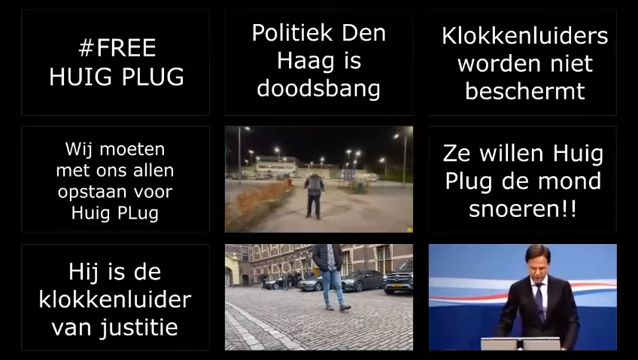 #FREE
HUIG PLUG
Politiek Den
Haag is
doodsbang
Klokkenluiders
worden niet
beschermt
Wij moeten
met ons allen
opstaan voor
Huig PLug
Ze willen Huig
Plug de mond
snoeren!!
Hij is de
klokkenluider
van justitie